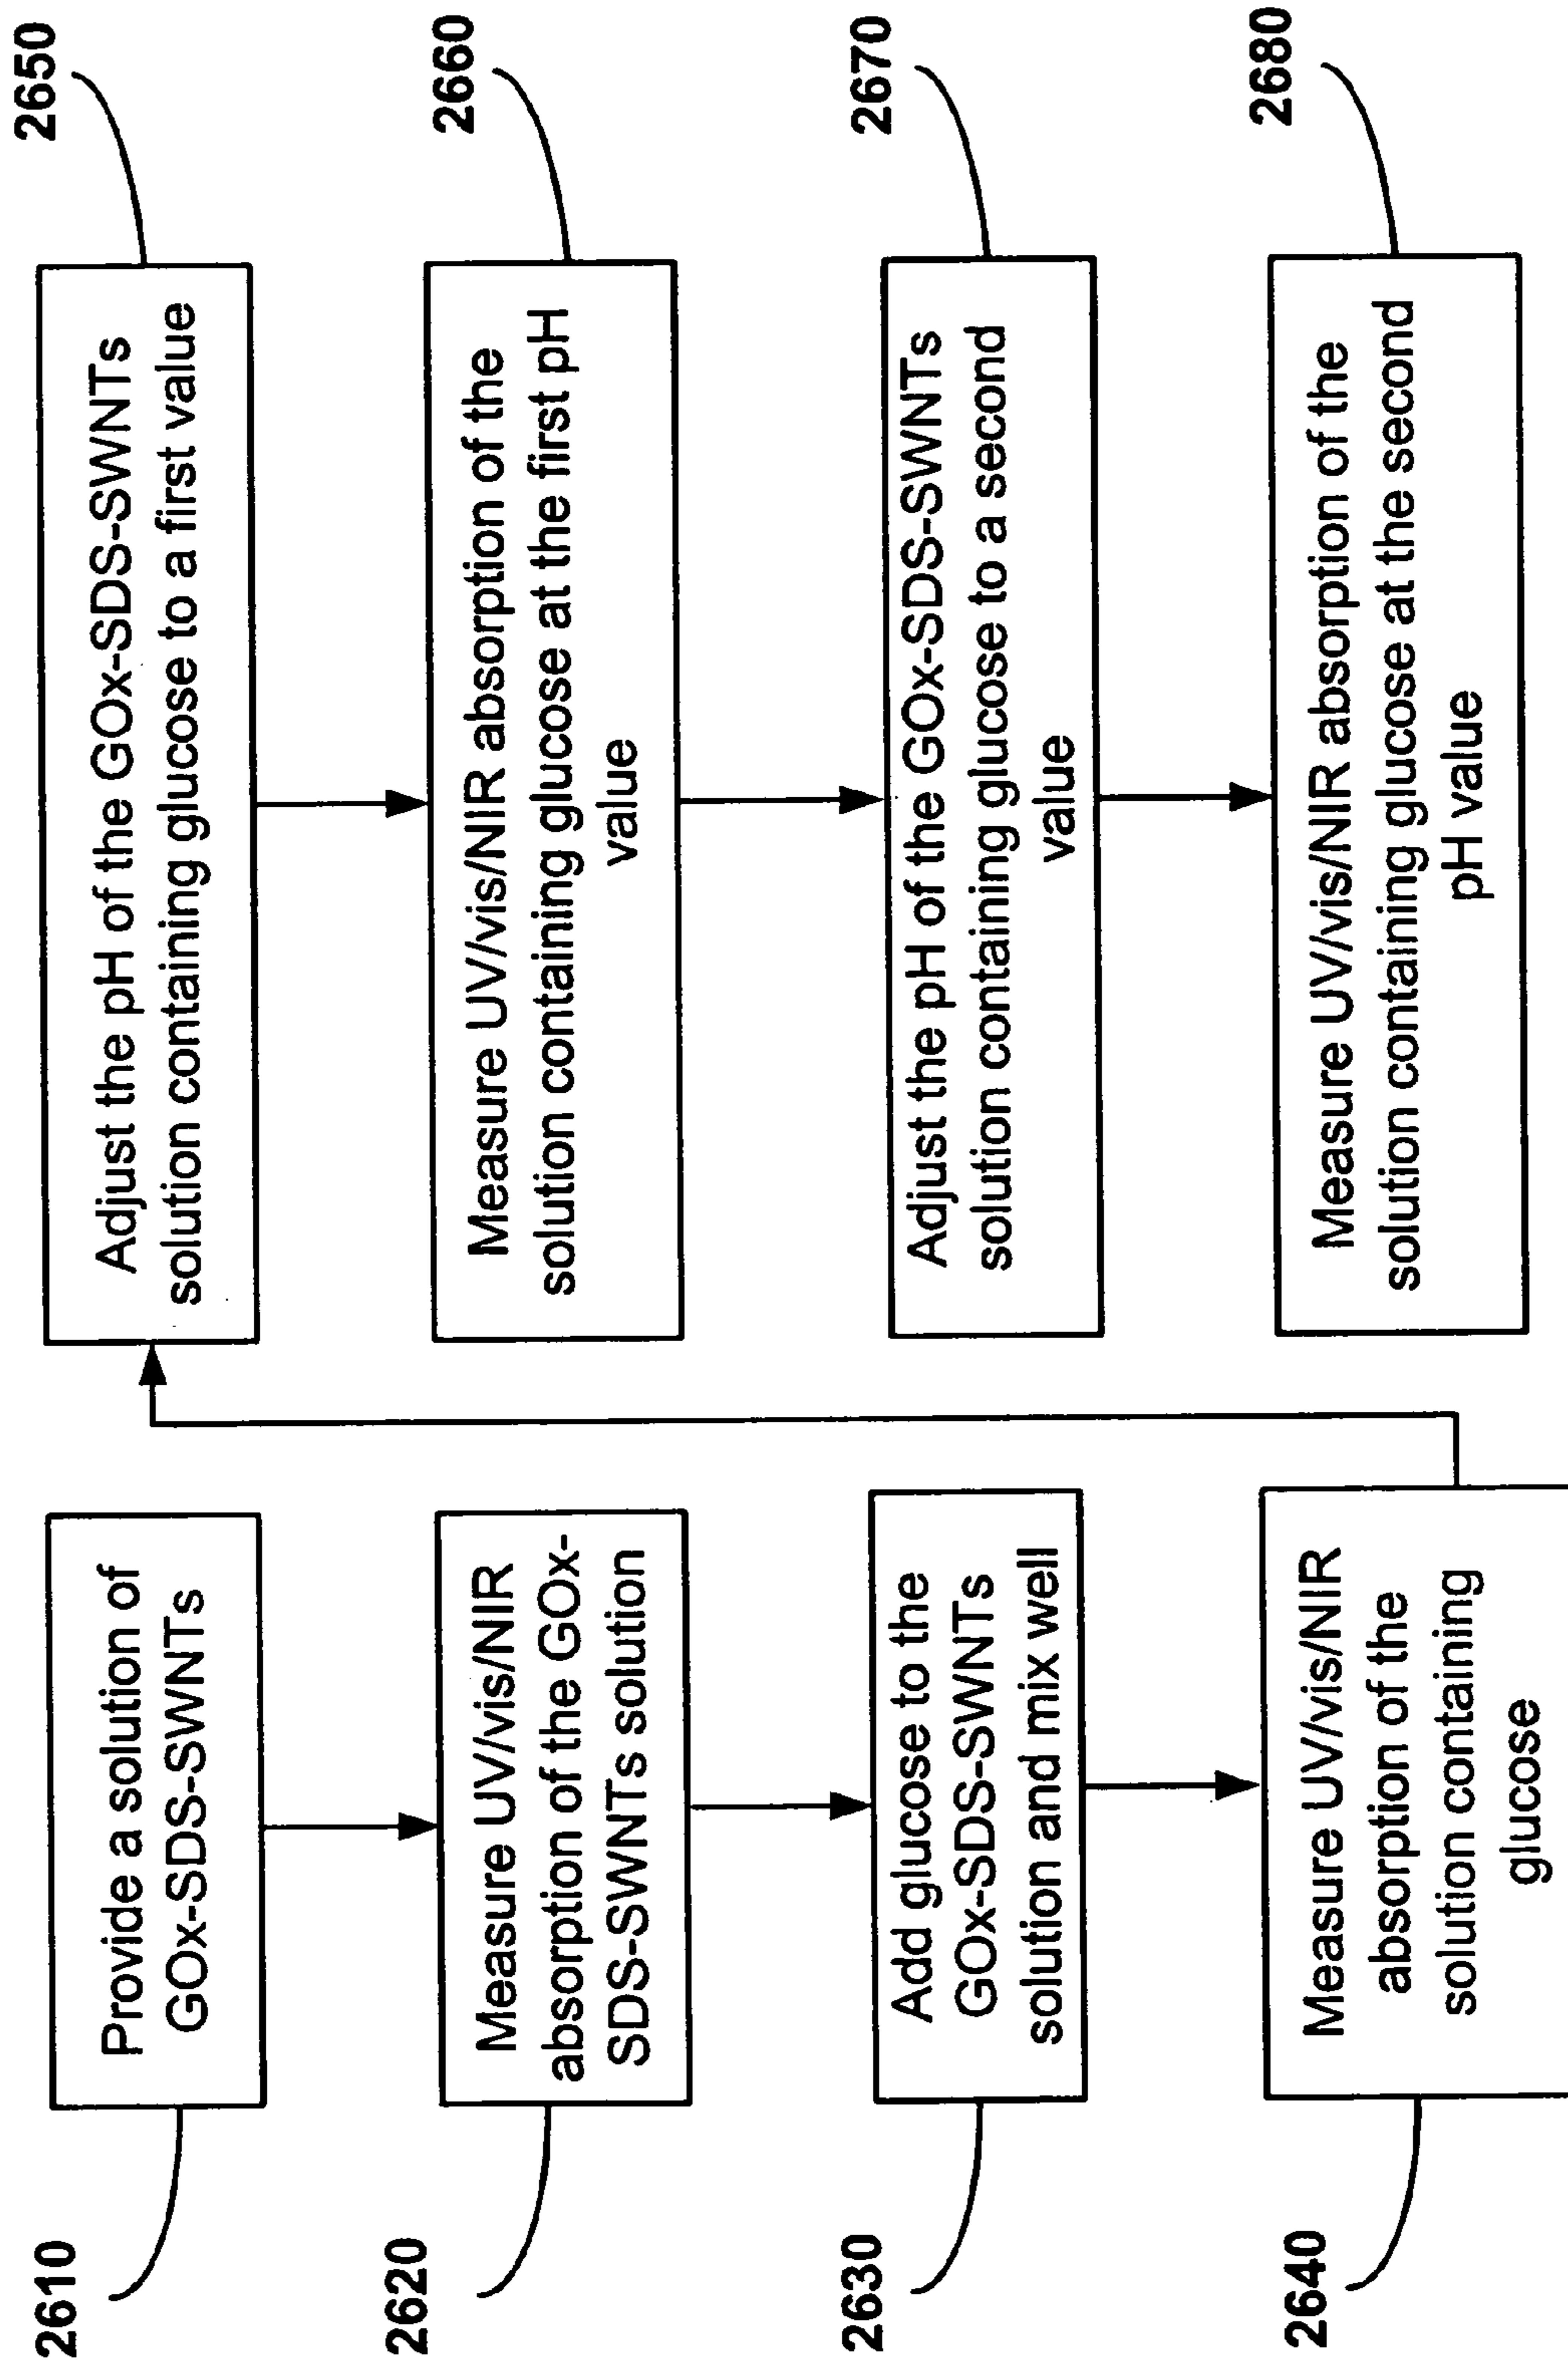 2610
Provide a solution of
GOx-SDS-SWNTs
2620
Measure UV/vis/NIR
absorption of the GOx-
SDS-SWNTs solution
2630
Add glucose to the
GOx-SDS-SWNTs
solution and mix well
2640
Measure UV/vis/NIR
absorption of the
solution containing
glucose
2650
Adjust the pH of the GOx-SDS-SWNTs
solution containing glucose to a first value
2660
Measure UV/vis/NIR absorption of the
solution containing glucose at the first pH
value
2670
Adjust the pH of the GOx-SDS-SWNTs
solution containing glucose to a second
value
2680
Measure UV/vis/NIR absorption of the
solution containing glucose at the second
pH value